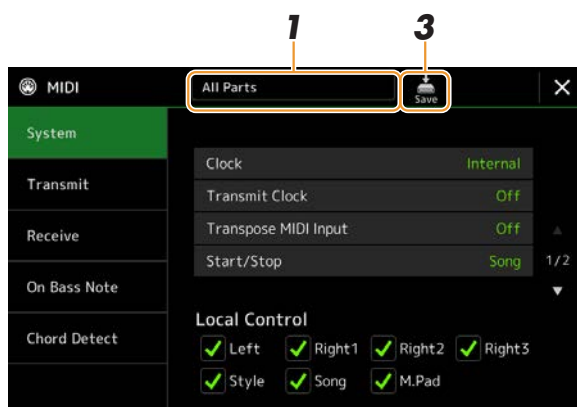 1 3
MIDI All Parts Save
System
Clock Internal
Transmit
Transmit Clock Off
Receive
Transpose MIDI Input Off
Start/Stop Song 1/2
On Bass Note
Local Control
Chord Detect
Left Right1 Right2 Right3
Style Song M.Pad